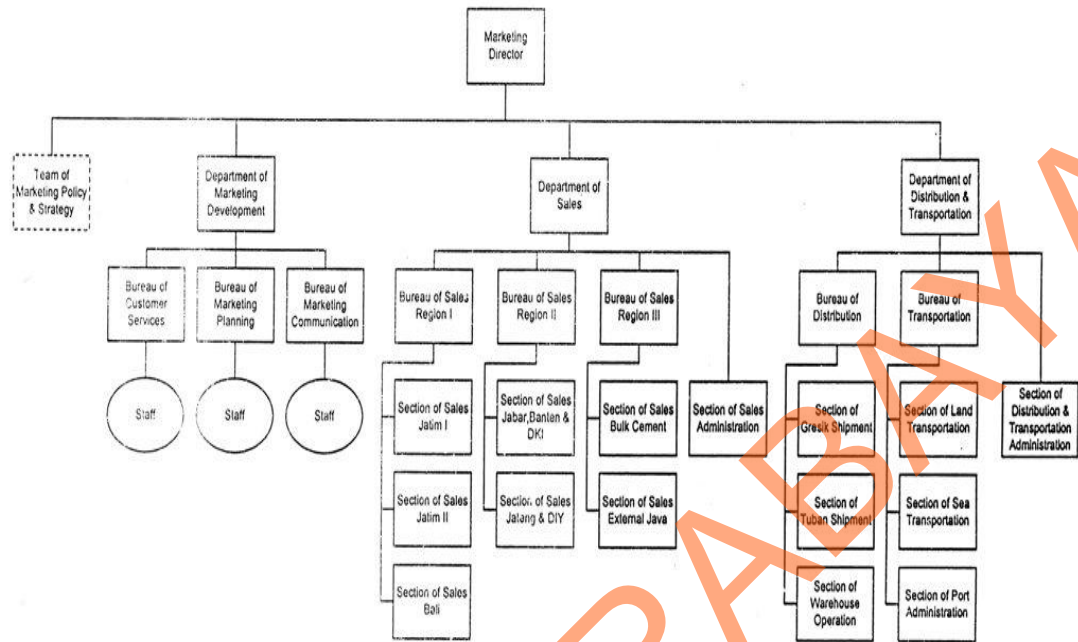 Marketing
Director
Team of
Marketing Policy
& Strategy
Department of
Marketing
Development
Department of
Sales
Department of
Distribution &
Transportation
Bureau of
Customer
Services
Bureau of
Marketing
Planning
Bureau of
Marketing
Communication
Bureau of Sales
Region I
Bureau of Sales
Region II
Bureau of Sales
Region III
Bureau of
Distribution
Bureau of
Transportation
Staff
Staff
Staff
Section of Sales
Jatim I
Section of Sales
Jabar,Banten &
DKI
Section of Sales
Bulk Cement
Section of Sales
Administration
Section of
Gresik Shipment
Section of Land
Transportation
Section of
Distribution &
Transportation
Administration
Section of Sales
Jatim II
Section of Sales
Jalang & DIY
Section of Sales
External Java
Section of
Tuban Shipment
Section of Sea
Transportation
Section of Sales
Bali
Section of
Warehouse
Operation
Section of Port
Administration
RABAYA